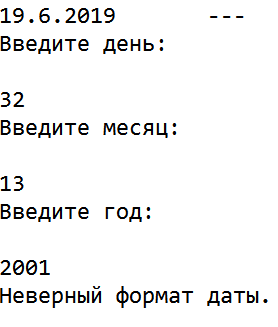 19.6.2019       ---
Введите день:
32
Введите месяц:
13
Введите год:
2001
Неверный формат даты.